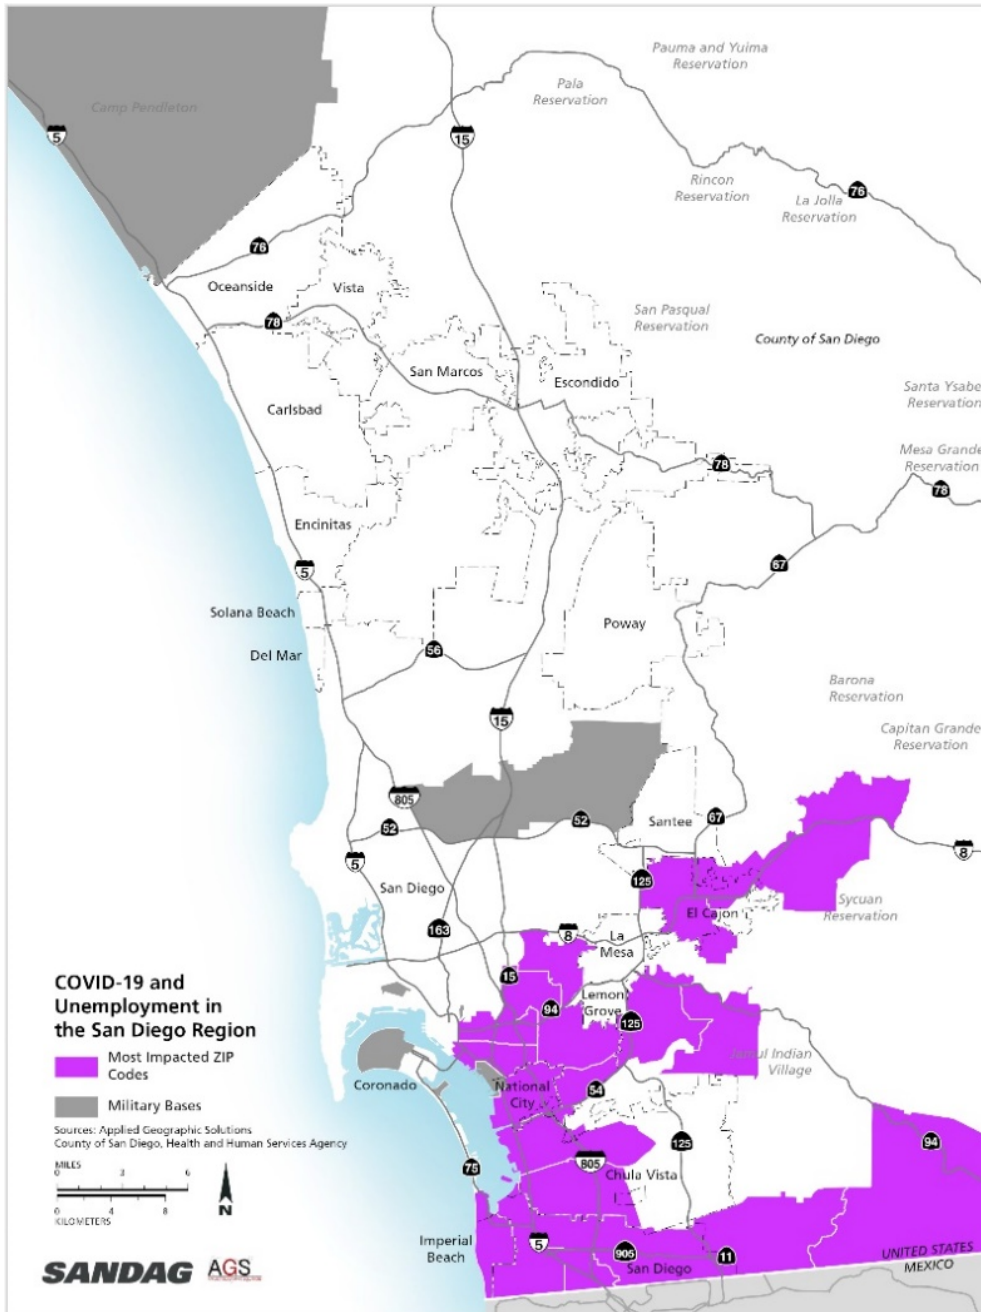 Pauma and Yuima
Reservation
Pala
Reservation
Camp Pendleton
5
15
Rincon
Reservation
76
La Jolla
Reservation
76
Oceanside
Vista
San Pasqual
Reservation
78
County of San Diego
San Marcos
Escondido
Santa Ysabe
Reservation
Carlsbad
Mesa Grande
Reservation
78
78
Encinitas
5
67
Solana Beach
Poway
56
Del Mar
Barona
Reservation
15
Capitan Grande
Reservation
805
52
52
Santee
67
8
5
125
San Diego
Sycuan
Reservation
El Cajon
163
8
La
Mesa
15
COVID-19 and
Unemployment in
the San Diego Region
Most Impacted ZIP
Codes
Military Bases
Sources: Applied Geographic Solutions
County of San Diego, Health and Human Services Agency
94
Lemon
Grove
125
Jamul Indian
Village
Coronado
National
City
54
125
94
MILES
0 3 6
0 4 8
KILOMETERS
N
75
805
Chula Vista
Imperial
Beach
5
905
San Diego
11
UNITED STATES
MEXICO
SANDAG
AGS